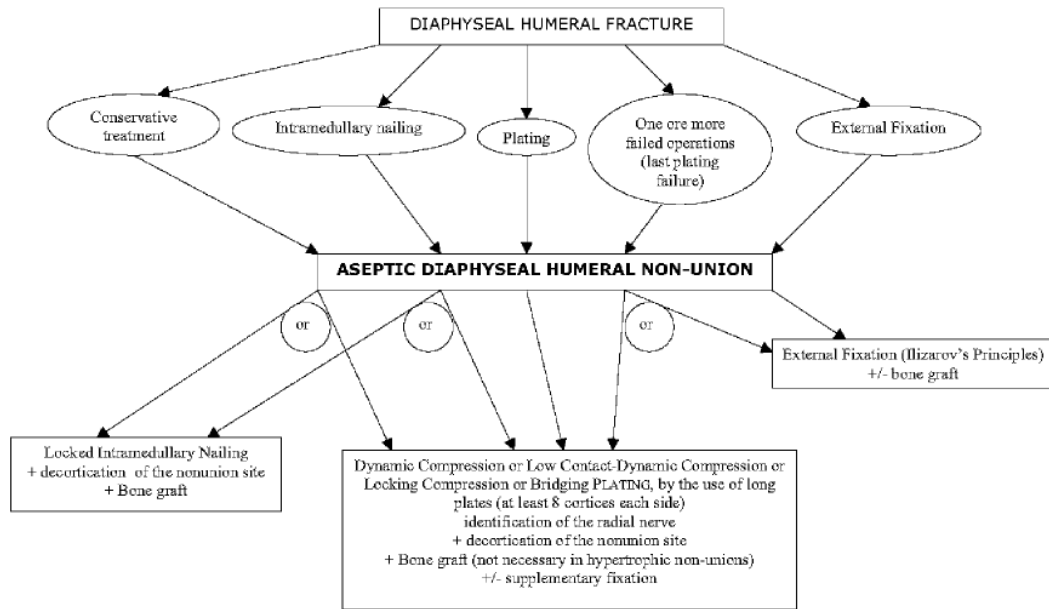 DIAPHYSEAL HUMERAL FRACTURE
Conservative
treatment
Intramedullary nailing
Plating
One ore more
failed operations
(last plating
failure)
External Fixation
ASEPTIC DIAPHYSEAL HUMERAL NON-UNION
or
or
or
External Fixation (Ilizarov's Principles)
+/- bone graft
Locked Intramedullary Nailing
+ decortication of the nonunion site
+ Bone graft
Dynamic Compression or Low Contact-Dynamic Compression or
Locking Compression or Bridging PLATING, by the use of long
plates (at least 8 cortices each side)
identification of the radial nerve
+ decortication of the nonunion site
+ Bone graft (not necessary in hypertrophic non-unions)
+/- supplementary fixation